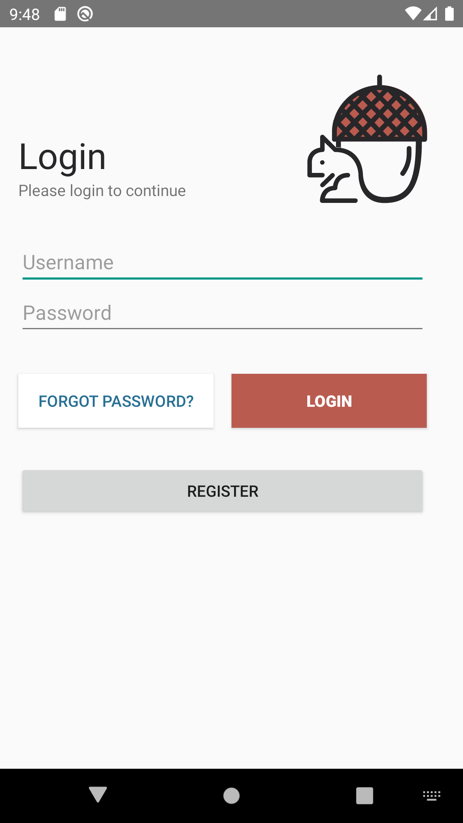 9:48
Login
Please login to continue
Username
Password
FORGOT PASSWORD?
LOGIN
REGISTER